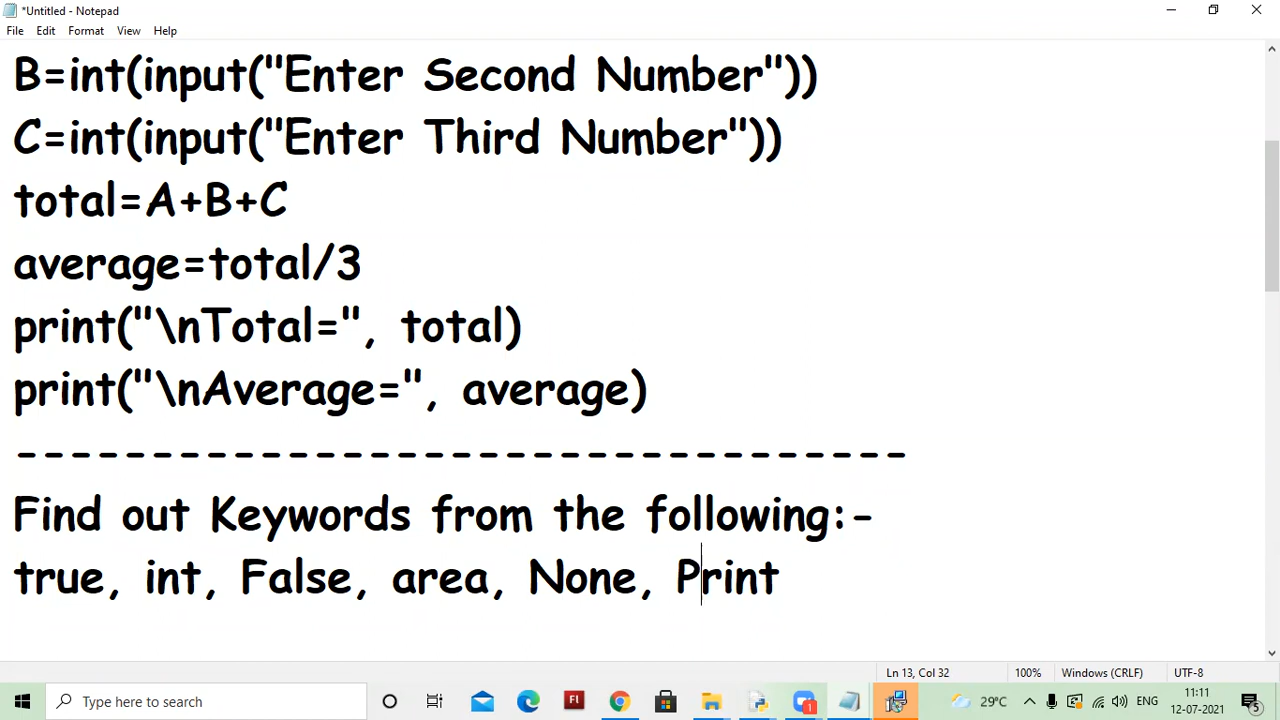 *Untitled - Notepad
File Edit Format View Help
B=int(input("Enter Second Number"))
C=int(input("Enter Third Number"))
total=A+B+C
average=total/3
print("\nTotal=", total)
print("\nAverage=", average)
---------------------------------
Find out Keywords from the following:-
true, int, False, area, None, Print
Ln 13, Col 32 100% Windows (CRLF) UTF-8
Type here to search
Fl
1
29°C
ENG
11:11
12-07-2021
5